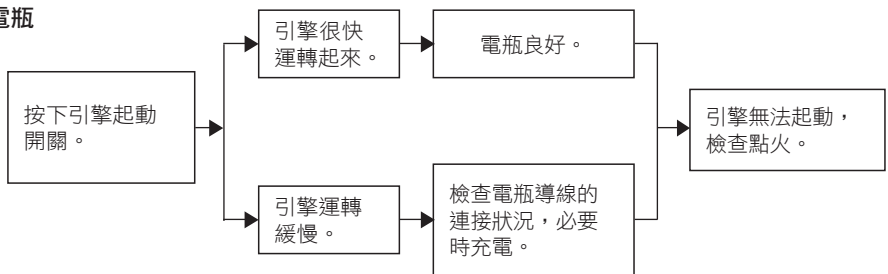 電瓶
引擎很快
運轉起來。
電瓶良好。
按下引擎起動
開關。
引擎無法起動，
檢查點火。
引擎運轉
緩慢。
檢查電瓶導線的
連接狀況，必要
時充電。